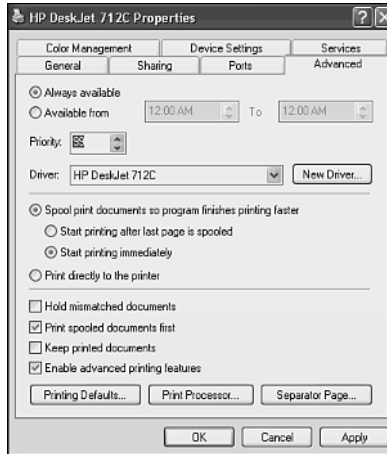 HP DeskJet 712C Properties
Color Management Device Settings Services
General Sharing Ports Advanced
Always available
Available from 12:00 AM To 12:00 AM
Priority:
Driver: HP DeskJet 712C New Driver...
Spool print documents so program finishes printing faster
Start printing after last page is spooled
Start printing immediately
Print directly to the printer
Hold mismatched documents
Print spooled documents first
Keep printed documents
Enable advanced printing features
Printing Defaults... Print Processor... Separator Page...
OK Cancel Apply